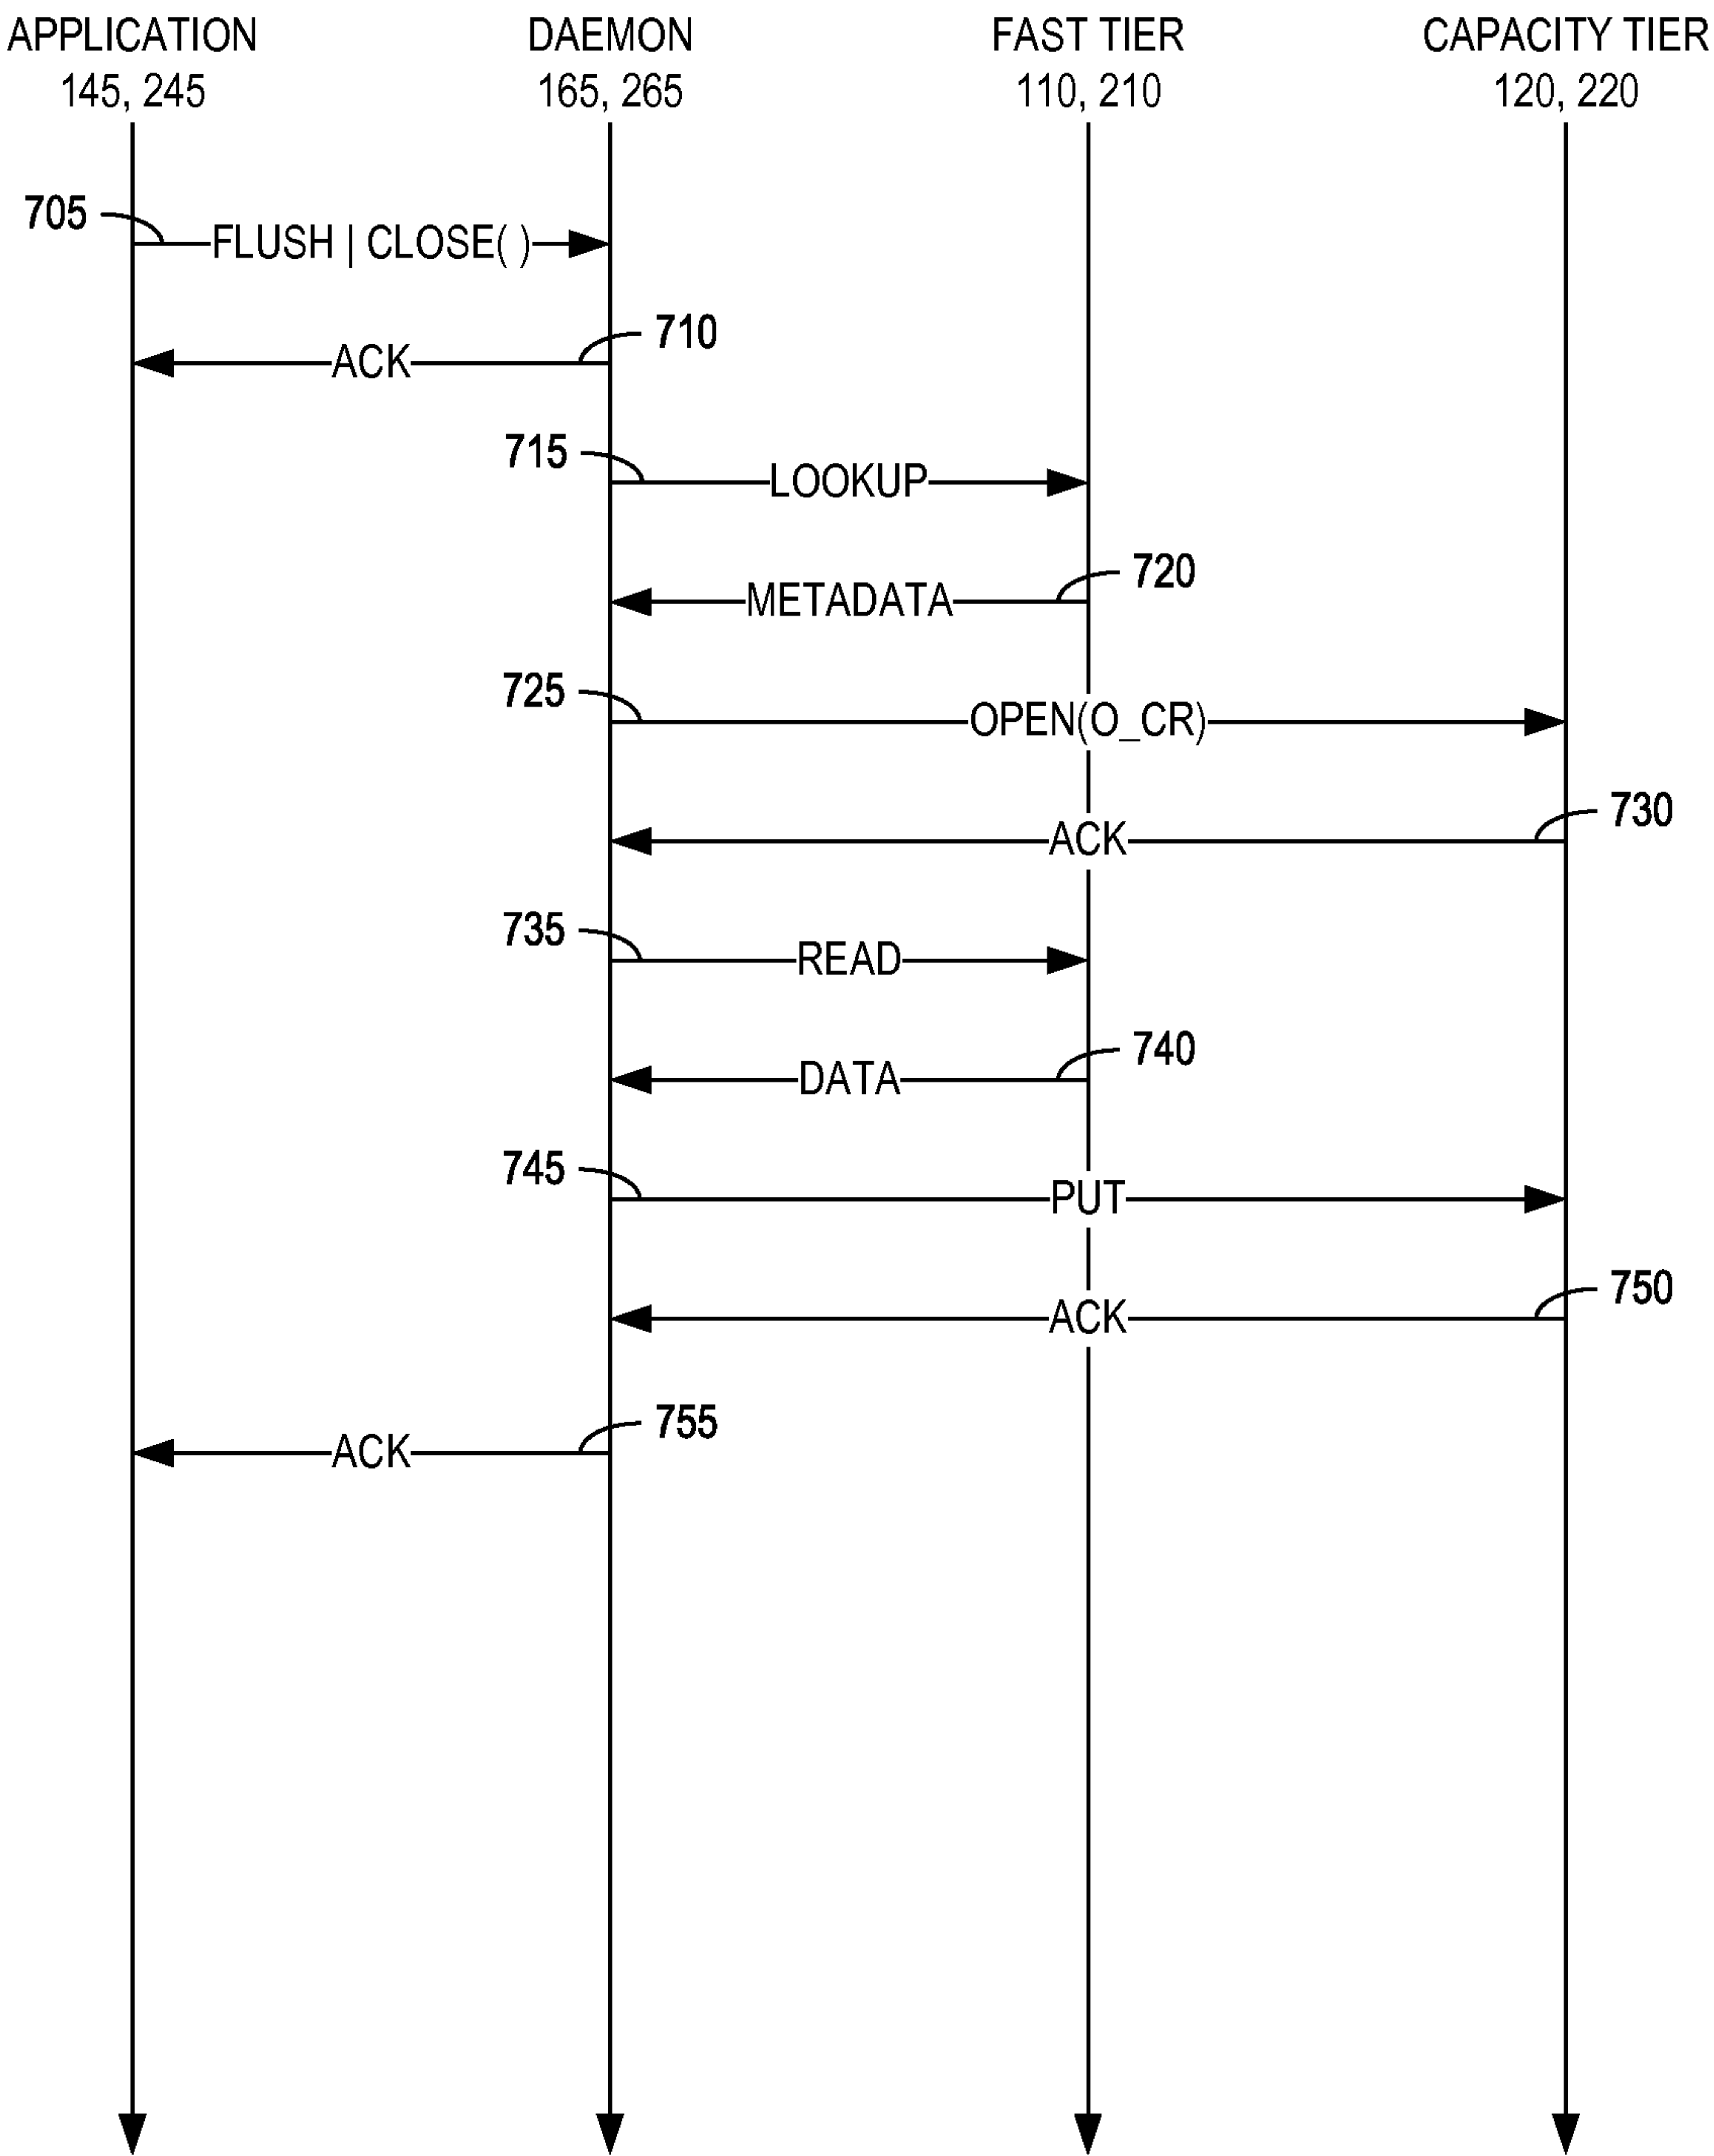 APPLICATION
145, 245
DAEMON
165, 265
FAST TIER
110, 210
CAPACITY TIER
120, 220
705
FLUSH | CLOSE( )
710
ACK
715
LOOKUP
720
METADATA
725
OPEN(O_CR)
730
ACK
735
READ
740
DATA
745
PUT
750
ACK
755
ACK